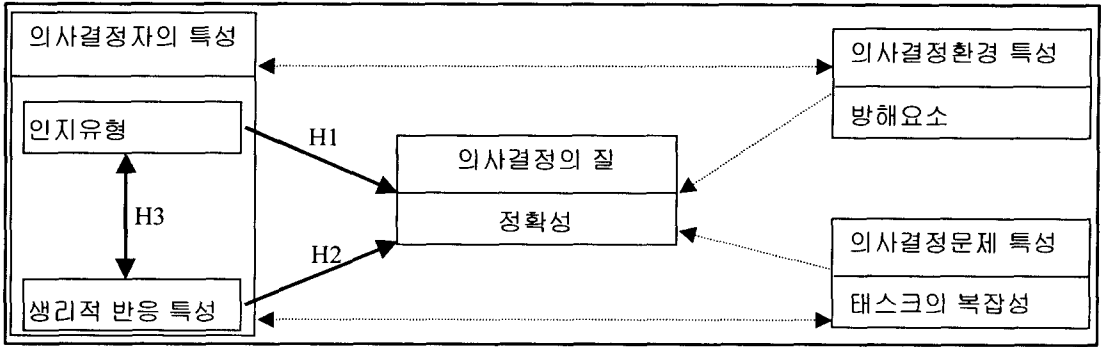 의사결정자의 특성
인지유형
H3
생리적 반응 특성
H1
H2
의사결정의 질
정확성
의사결정환경 특성
방해요소
의사결정문제 특성
태스크의 복잡성